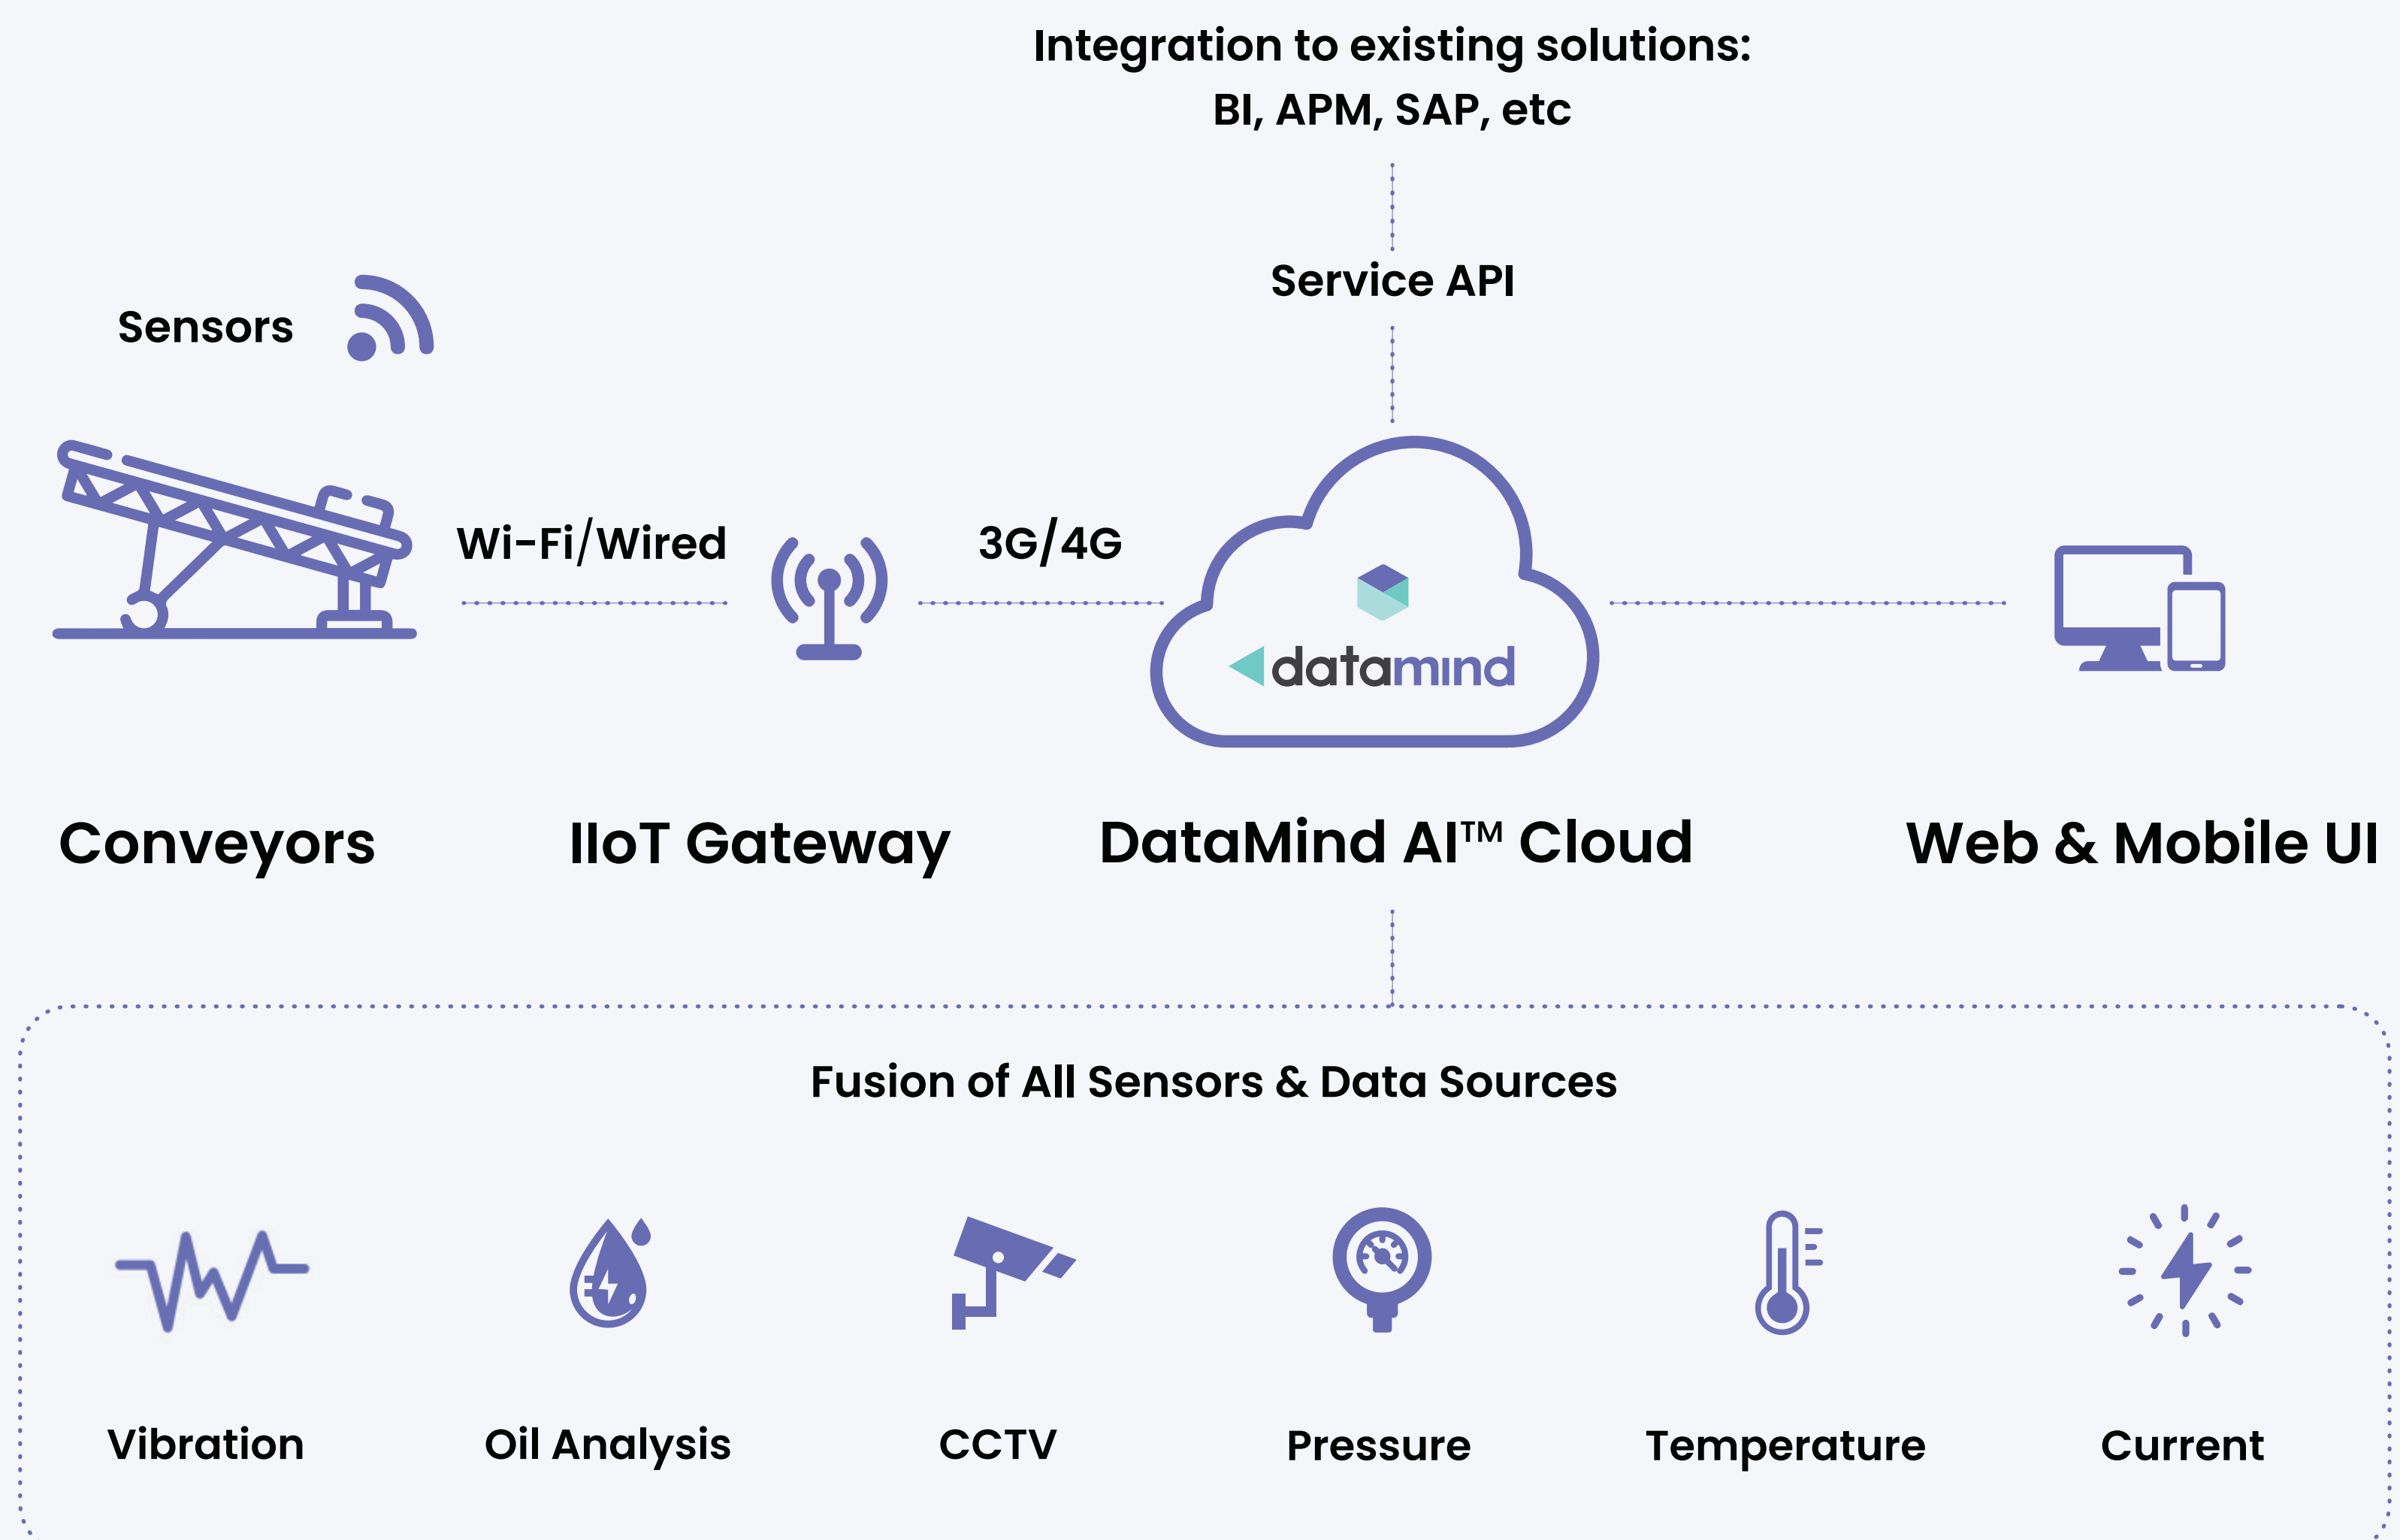 Integration to existing solutions:
BI, APM, SAP, etc
Service API
Sensors
Wi-Fi/Wired
3G/4G
datamind
Conveyors
IIoT Gateway
DataMind AI™ Cloud
Web & Mobile UI
Fusion of All Sensors & Data Sources
Vibration
Oil Analysis
CCTV
Pressure
Temperature
Current